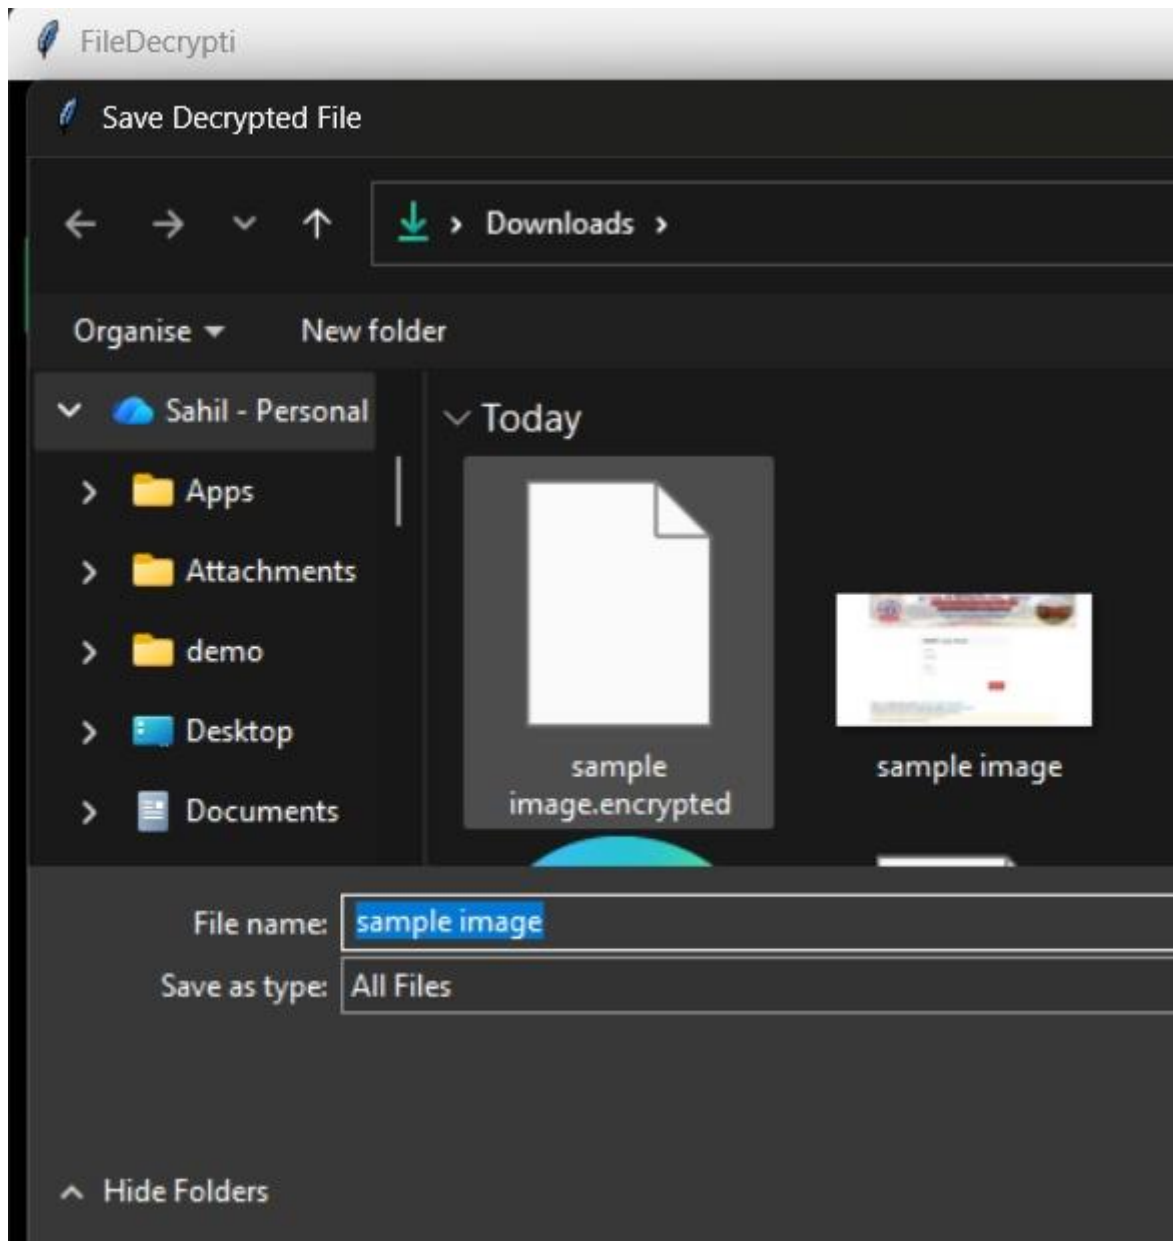 FileDecrypti
Save Decrypted File
Downloads
Organise
New folder
Sahil - Personal
Apps
Attachments
demo
Desktop
Documents
Today
sample
image.encrypted
sample image
File name: sample image
Save as type: All Files
Hide Folders